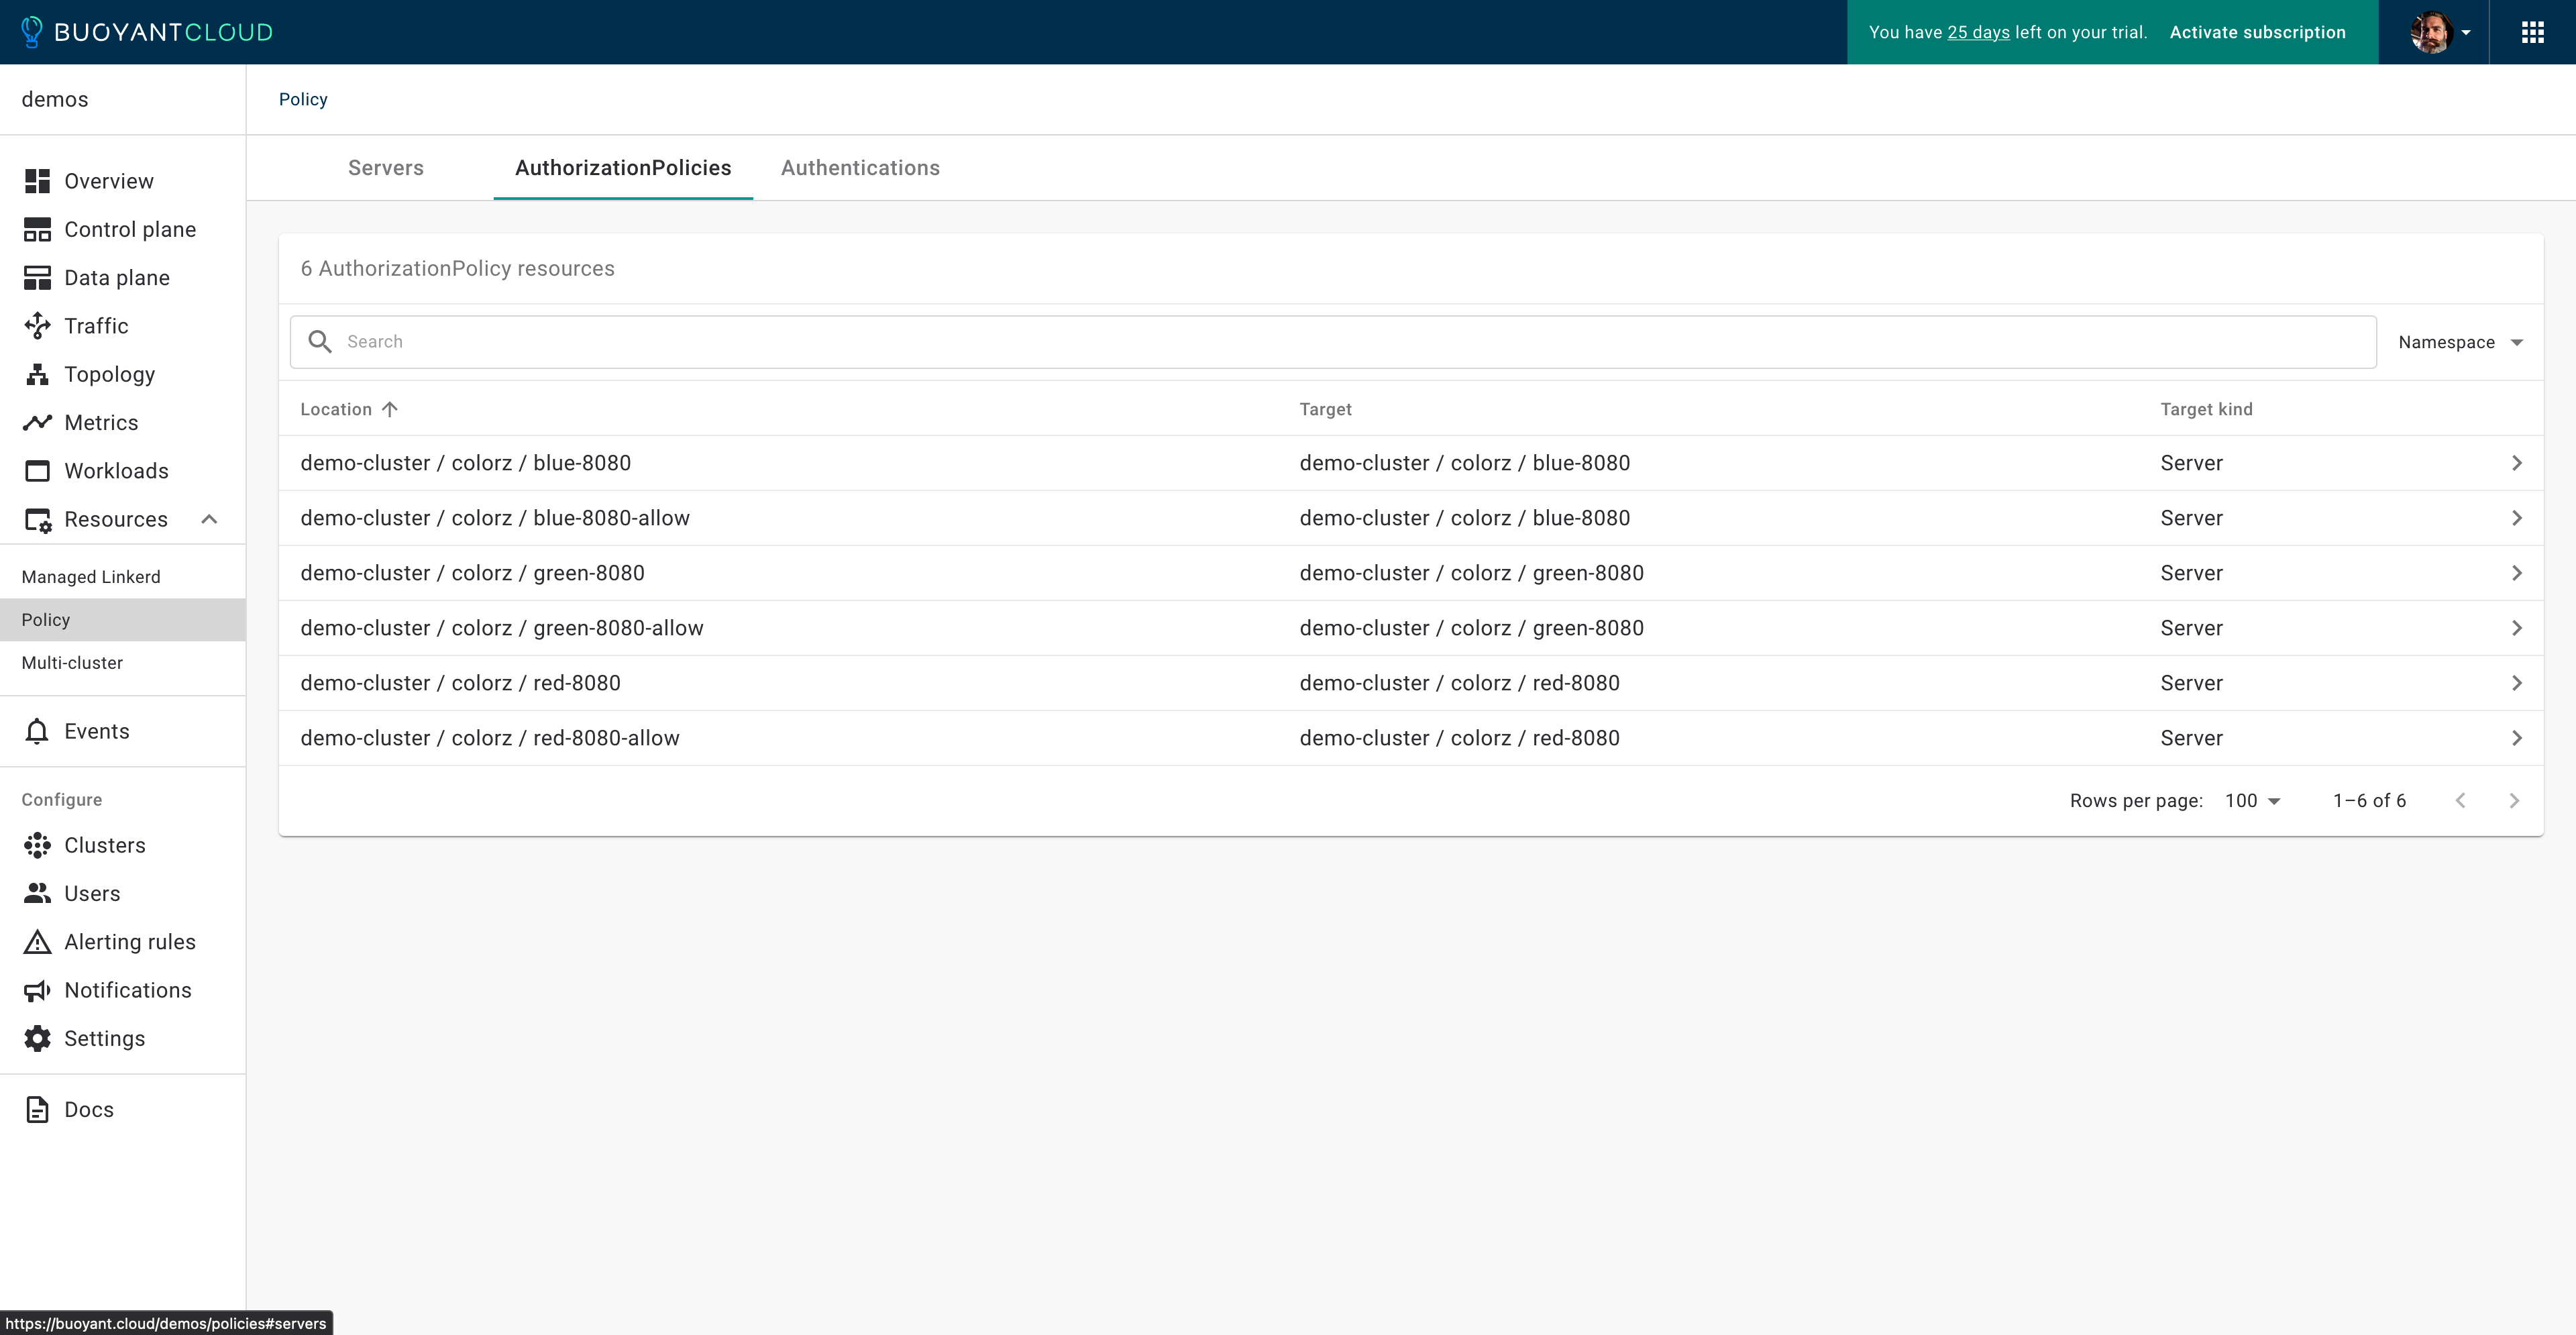 BUOYANTCLOUD
You have 25 days left on your trial. Activate subscription
demos
Policy
Servers AuthorizationPolicies Authentications
Overview
Control plane
Data plane
Traffic
Topology
Metrics
Workloads
Resources
Managed Linkerd
Policy
Multi-cluster
Events
Configure
Clusters
Users
Alerting rules
Notifications
Settings
Docs
6 AuthorizationPolicy resources
Search Namespace
Location Target Target kind
demo-cluster / colorz / blue-8080 demo-cluster / colorz / blue-8080 Server
demo-cluster / colorz / blue-8080-allow demo-cluster / colorz / blue-8080 Server
demo-cluster / colorz / green-8080 demo-cluster / colorz / green-8080 Server
demo-cluster / colorz / green-8080-allow demo-cluster / colorz / green-8080 Server
demo-cluster / colorz / red-8080 demo-cluster / colorz / red-8080 Server
demo-cluster / colorz / red-8080-allow demo-cluster / colorz / red-8080 Server
Rows per page: 100 1–6 of 6
https://buoyant.cloud/demos/policies#servers